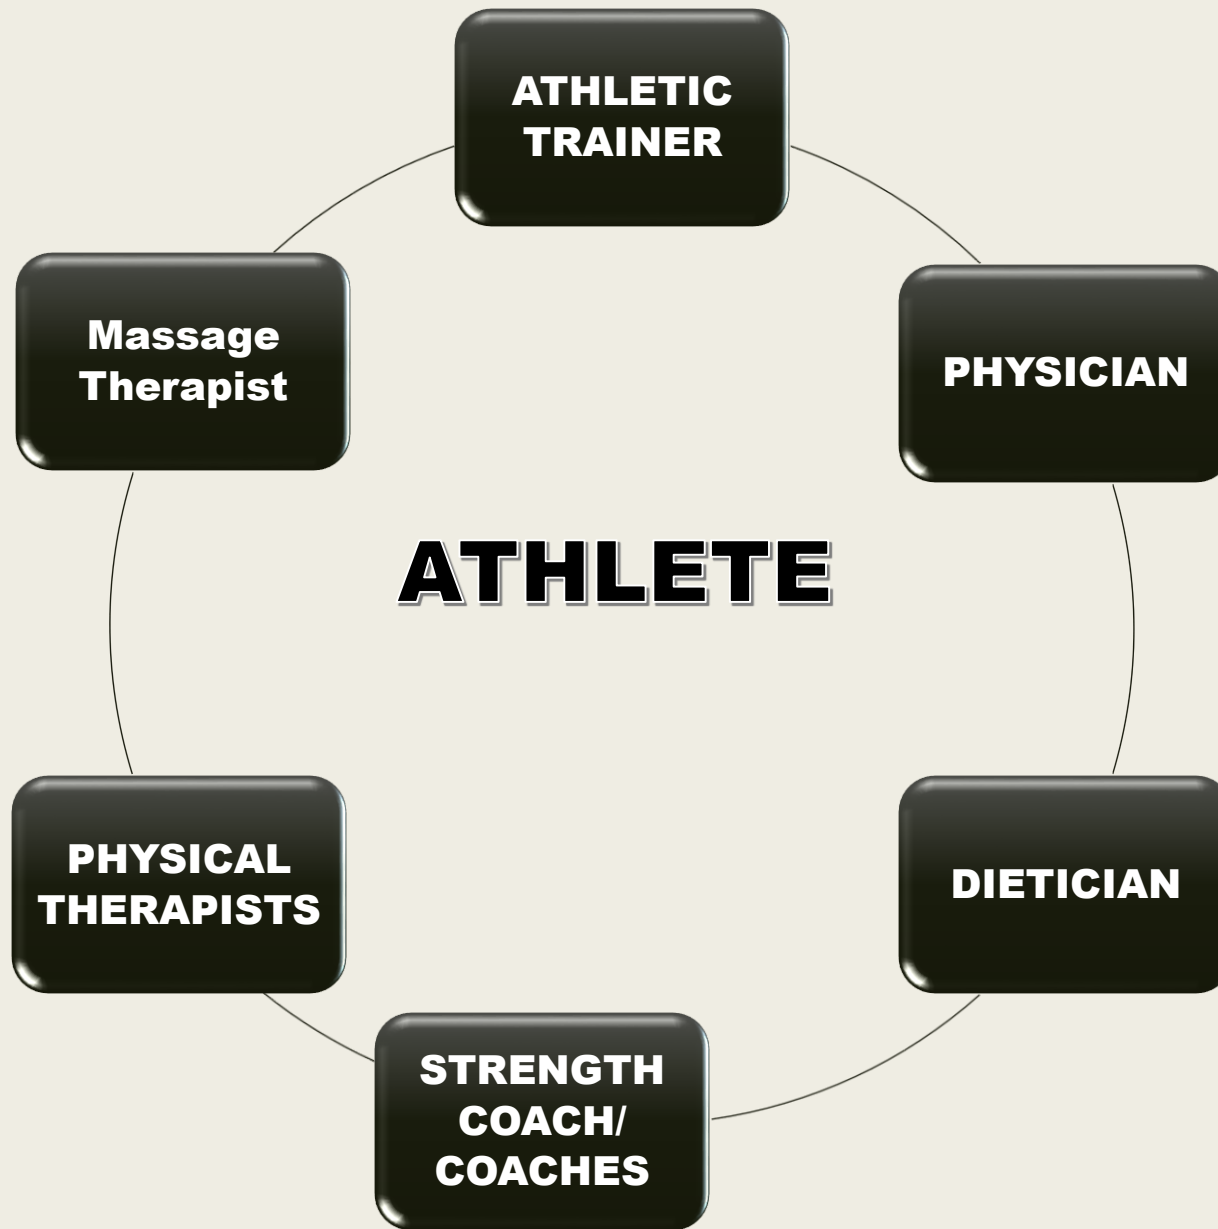 ATHLETIC
TRAINER
Massage
Therapist
PHYSICIAN
ATHLETE
PHYSICAL
THERAPISTS
DIETICIAN
STRENGTH
COACH/
COACHES